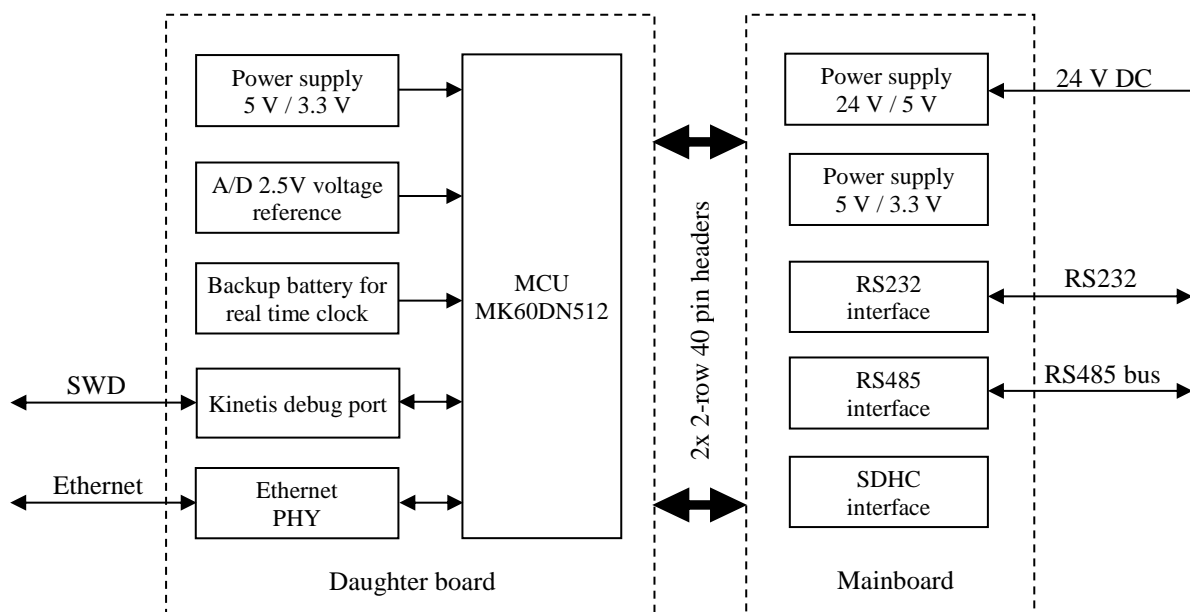 Power supply
5 V / 3.3 V
A/D 2.5V voltage
reference
Backup battery for
real time clock
SWD
Kinetis debug port
Ethernet
Ethernet
PHY
MCU
MK60DN512
Daughter board
2x 2-row 40 pin headers
Power supply
24 V / 5 V
24 V DC
Power supply
5 V / 3.3 V
RS232
interface
RS232
RS485
interface
RS485 bus
SDHC
interface
Mainboard